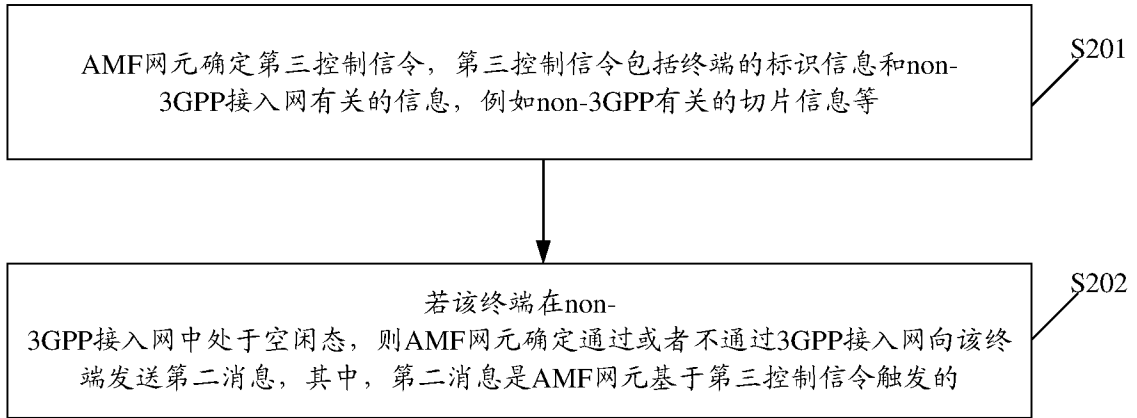 AMF网元确定第三控制信令，第三控制信令包括终端的标识信息和non-
3GPP接入网有关的信息，例如non-3GPP有关的切片信息等
S201
若该终端在non-
3GPP接入网中处于空闲态，则AMF网元确定通过或者不通过3GPP接入网向该终
端发送第二消息，其中，第二消息是AMF网元基于第三控制信令触发的
S202